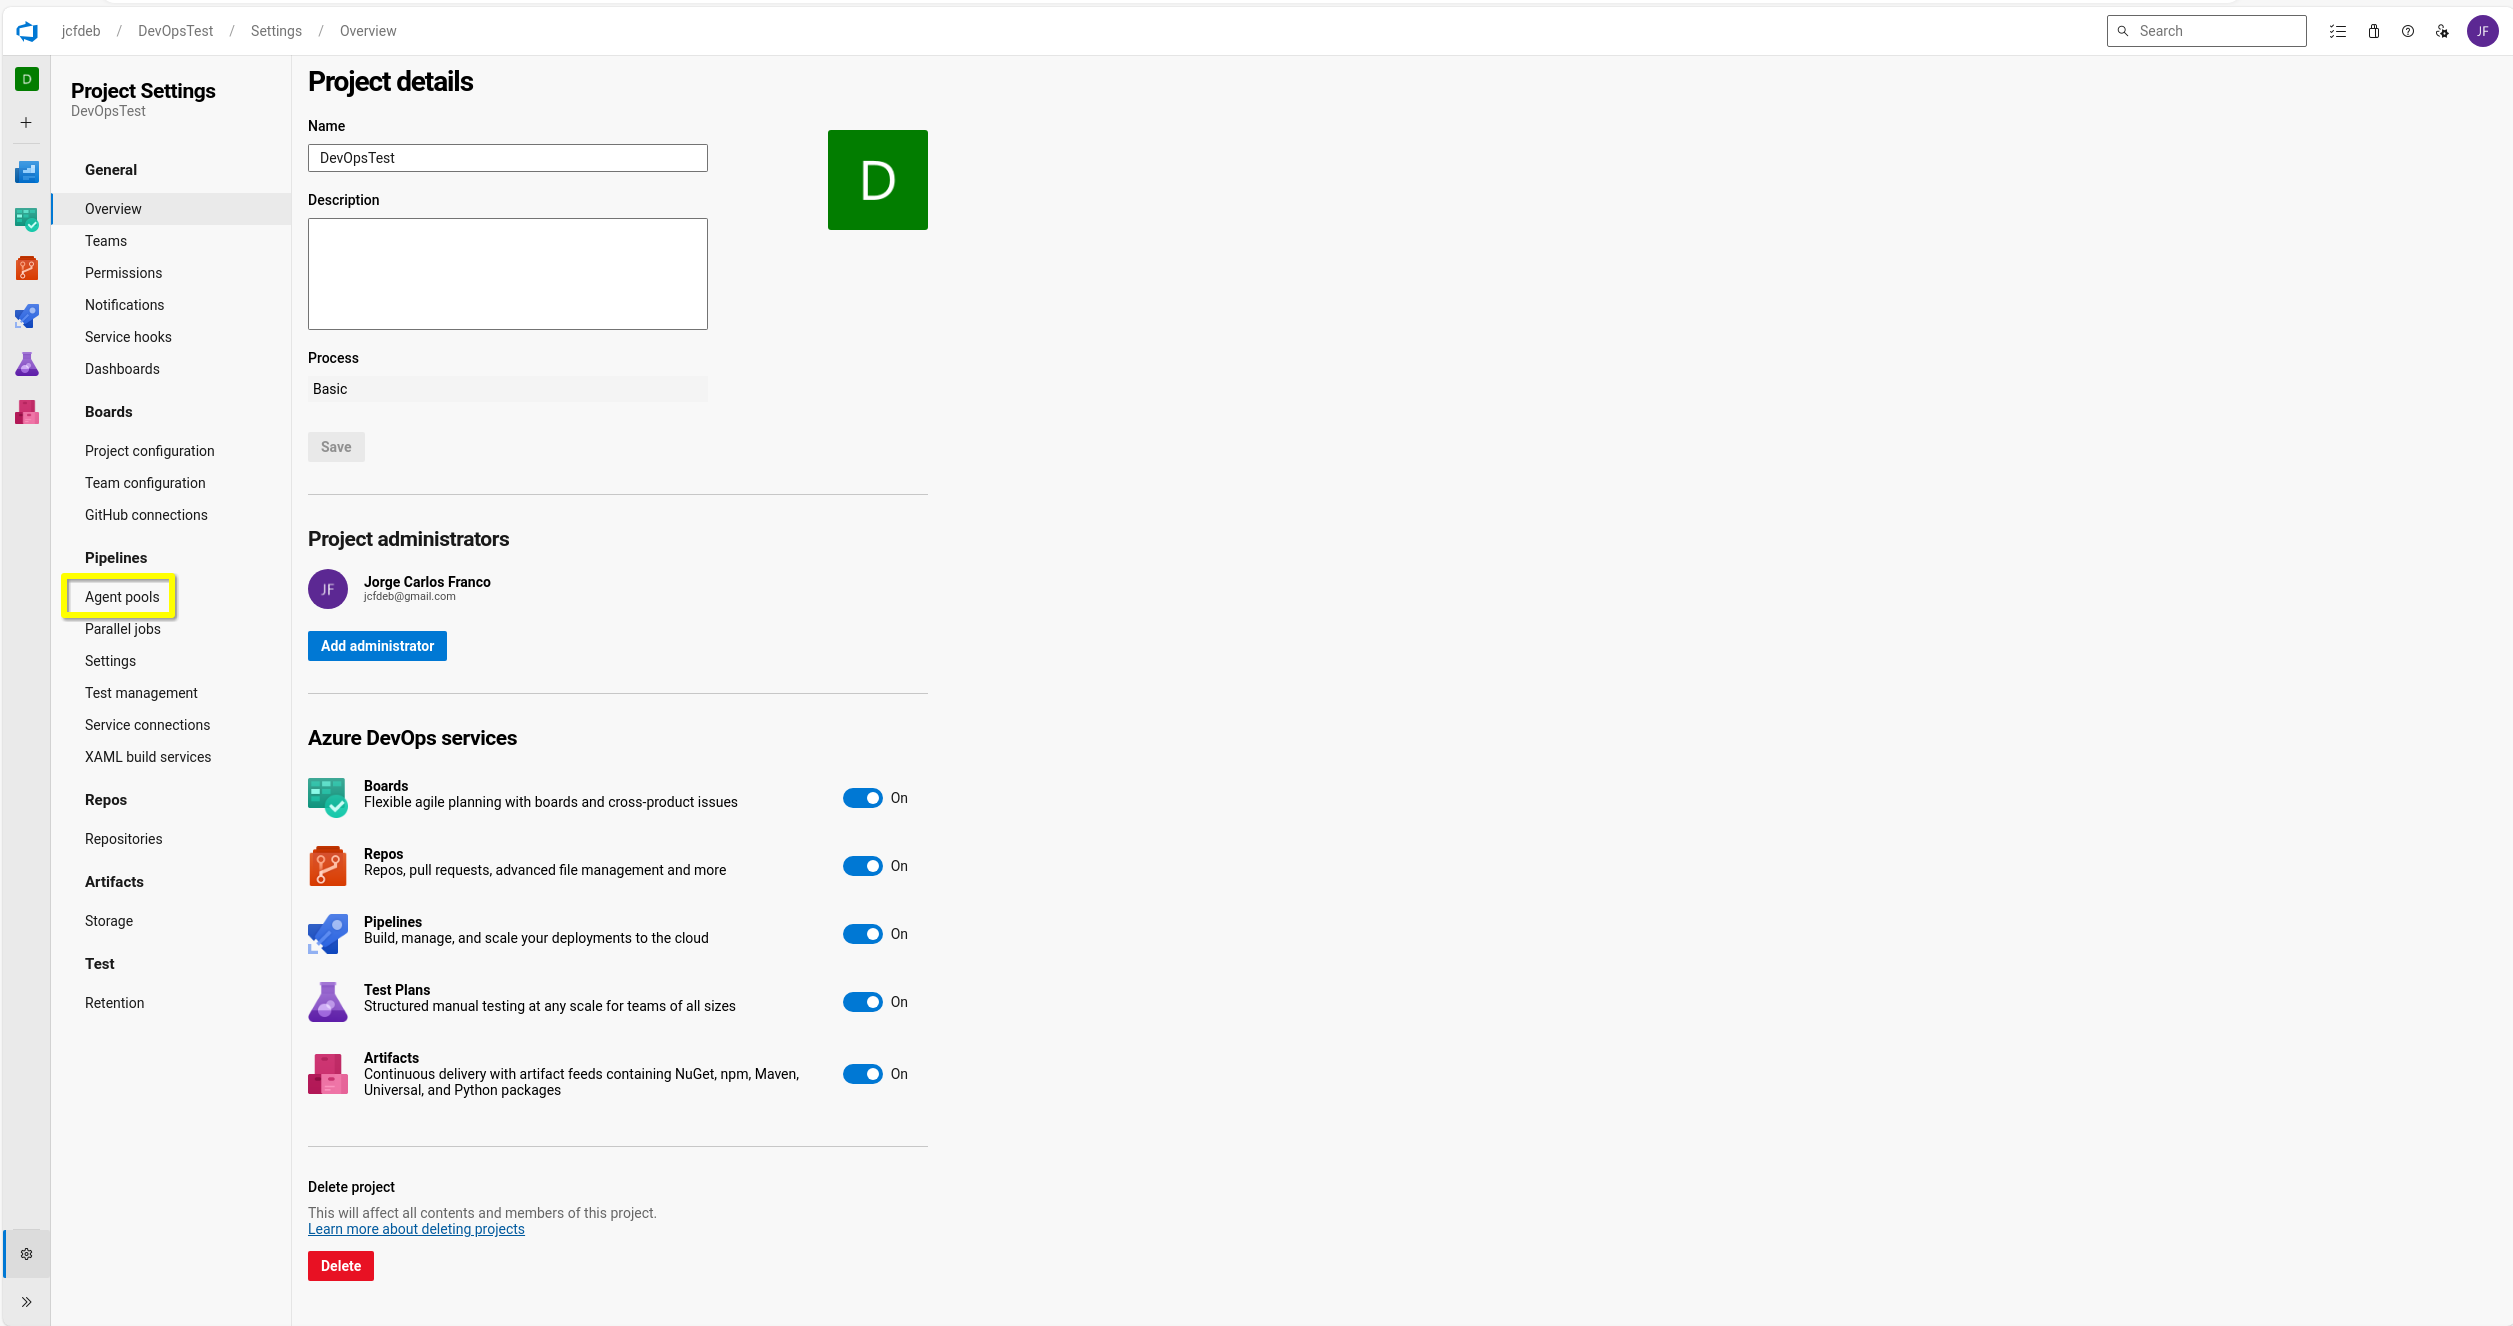 jcfdeb / DevOpsTest / Settings / Overview
Search
JF
D
Project Settings
DevOpsTest
General
Overview
Teams
Permissions
Notifications
Service hooks
Dashboards
Boards
Project configuration
Team configuration
GitHub connections
Pipelines
Agent pools
Parallel jobs
Settings
Test management
Service connections
XAML build services
Repos
Repositories
Artifacts
Storage
Test
Retention
Project details
Name
DevOpsTest
D
Description
Process
Basic
Save
Project administrators
JF
Jorge Carlos Franco
jcfdeb@gmail.com
Add administrator
Azure DevOps services
Boards
Flexible agile planning with boards and cross-product issues
On
Repos
Repos, pull requests, advanced file management and more
On
Pipelines
Build, manage, and scale your deployments to the cloud
On
Test Plans
Structured manual testing at any scale for teams of all sizes
On
Artifacts
Continuous delivery with artifact feeds containing NuGet, npm, Maven,
Universal, and Python packages
On
Delete project
This will affect all contents and members of this project.
Learn more about deleting projects
Delete